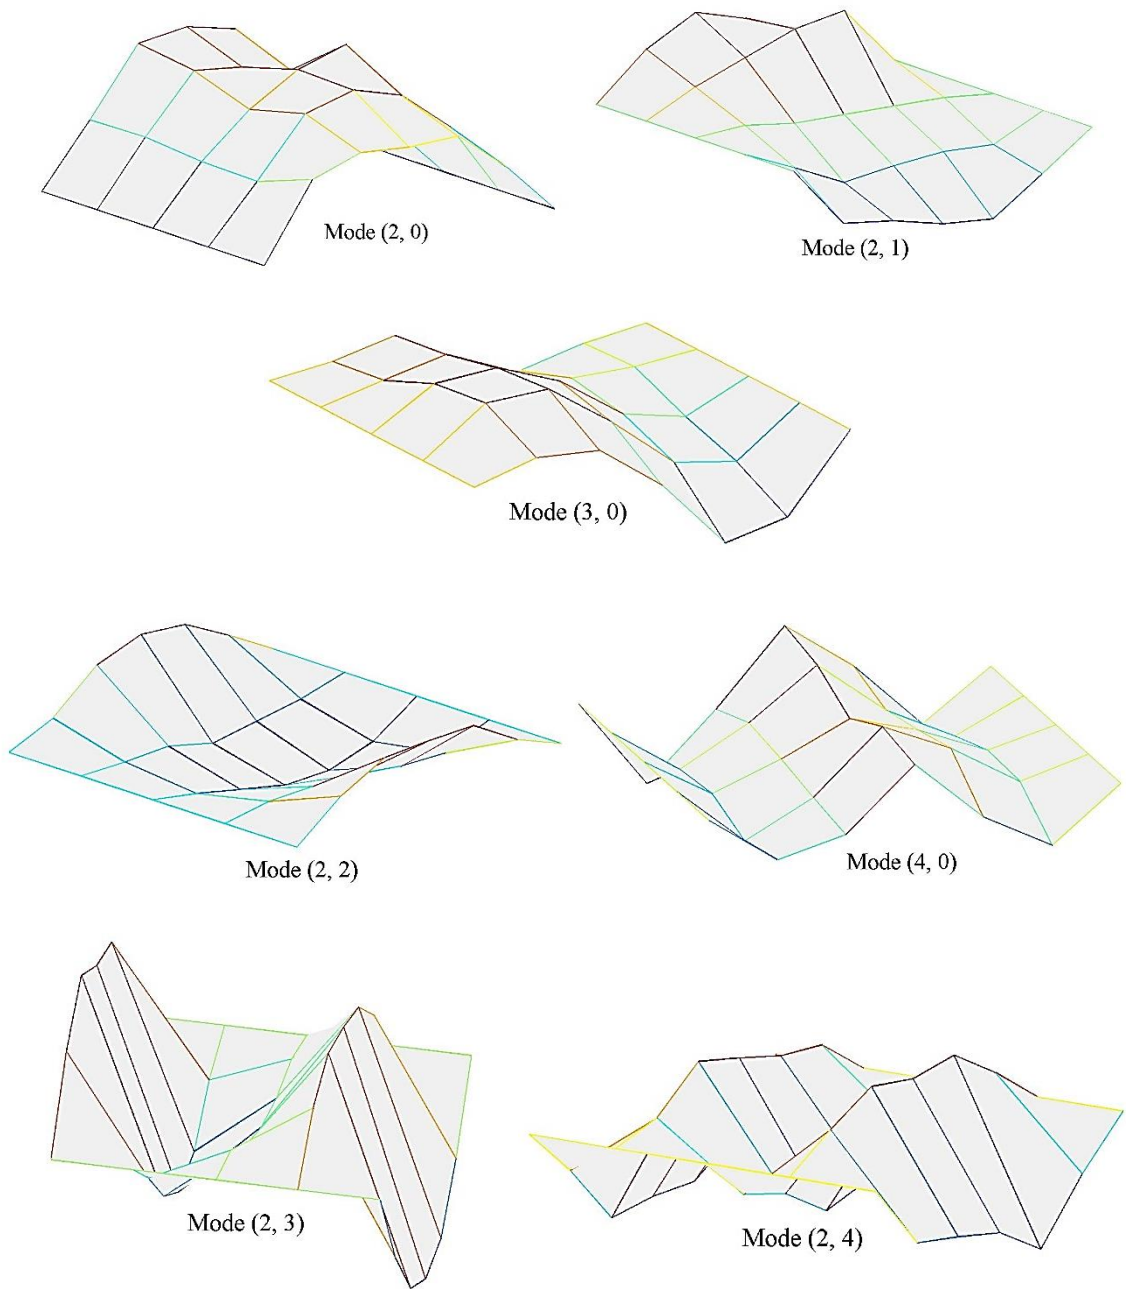 Mode (2, 0)
Mode (2, 1)
Mode (3, 0)
Mode (2, 2)
Mode (4, 0)
Mode (2, 3)
Mode (2, 4)